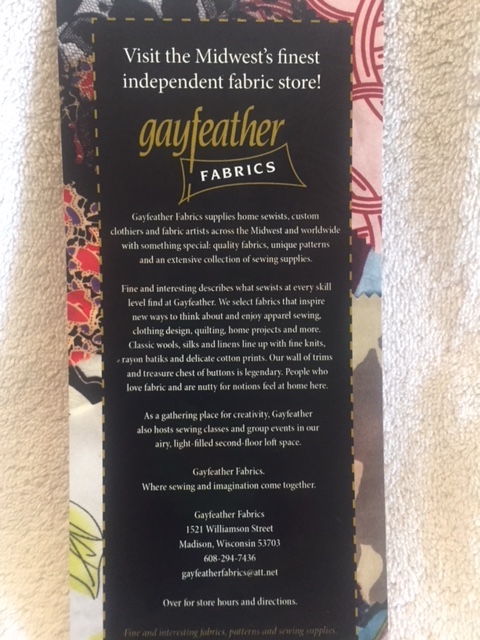 Visit the Midwest's finest
independent fabric store!
gayfeather
FABRICS
Gayfeather Fabrics supplies home sewists, custom
clothiers and fabric artists across the Midwest and worldwide
with something special: quality fabrics, unique patterns
and an extensive collection of sewing supplies.
Fine and interesting describes what sewists at every skill
level find at Gayfeather. We select fabrics that inspire
new ways to think about and enjoy apparel sewing,
clothing design, quilting, home projects and more.
Classic wools, silks and linens line up with fine knits,
rayon batiks and delicate cotton prints. Our wall of trims
and treasure chest of buttons is legendary. People who
love fabric and are nutty for notions feel at home here.
As a gathering place for creativity, Gayfeather
also hosts sewing classes and group events in our
airy, light-filled second-floor loft space.
Gayfeather Fabrics.
Where sewing and imagination come together.
Gayfeather Fabrics
1521 Williamson Street
Madison, Wisconsin 53703
608-294-7436
gayfeatherfabrics@att.net
Over for store hours and directions.
Fine and interesting fabrics, patterns and sewing supplies.